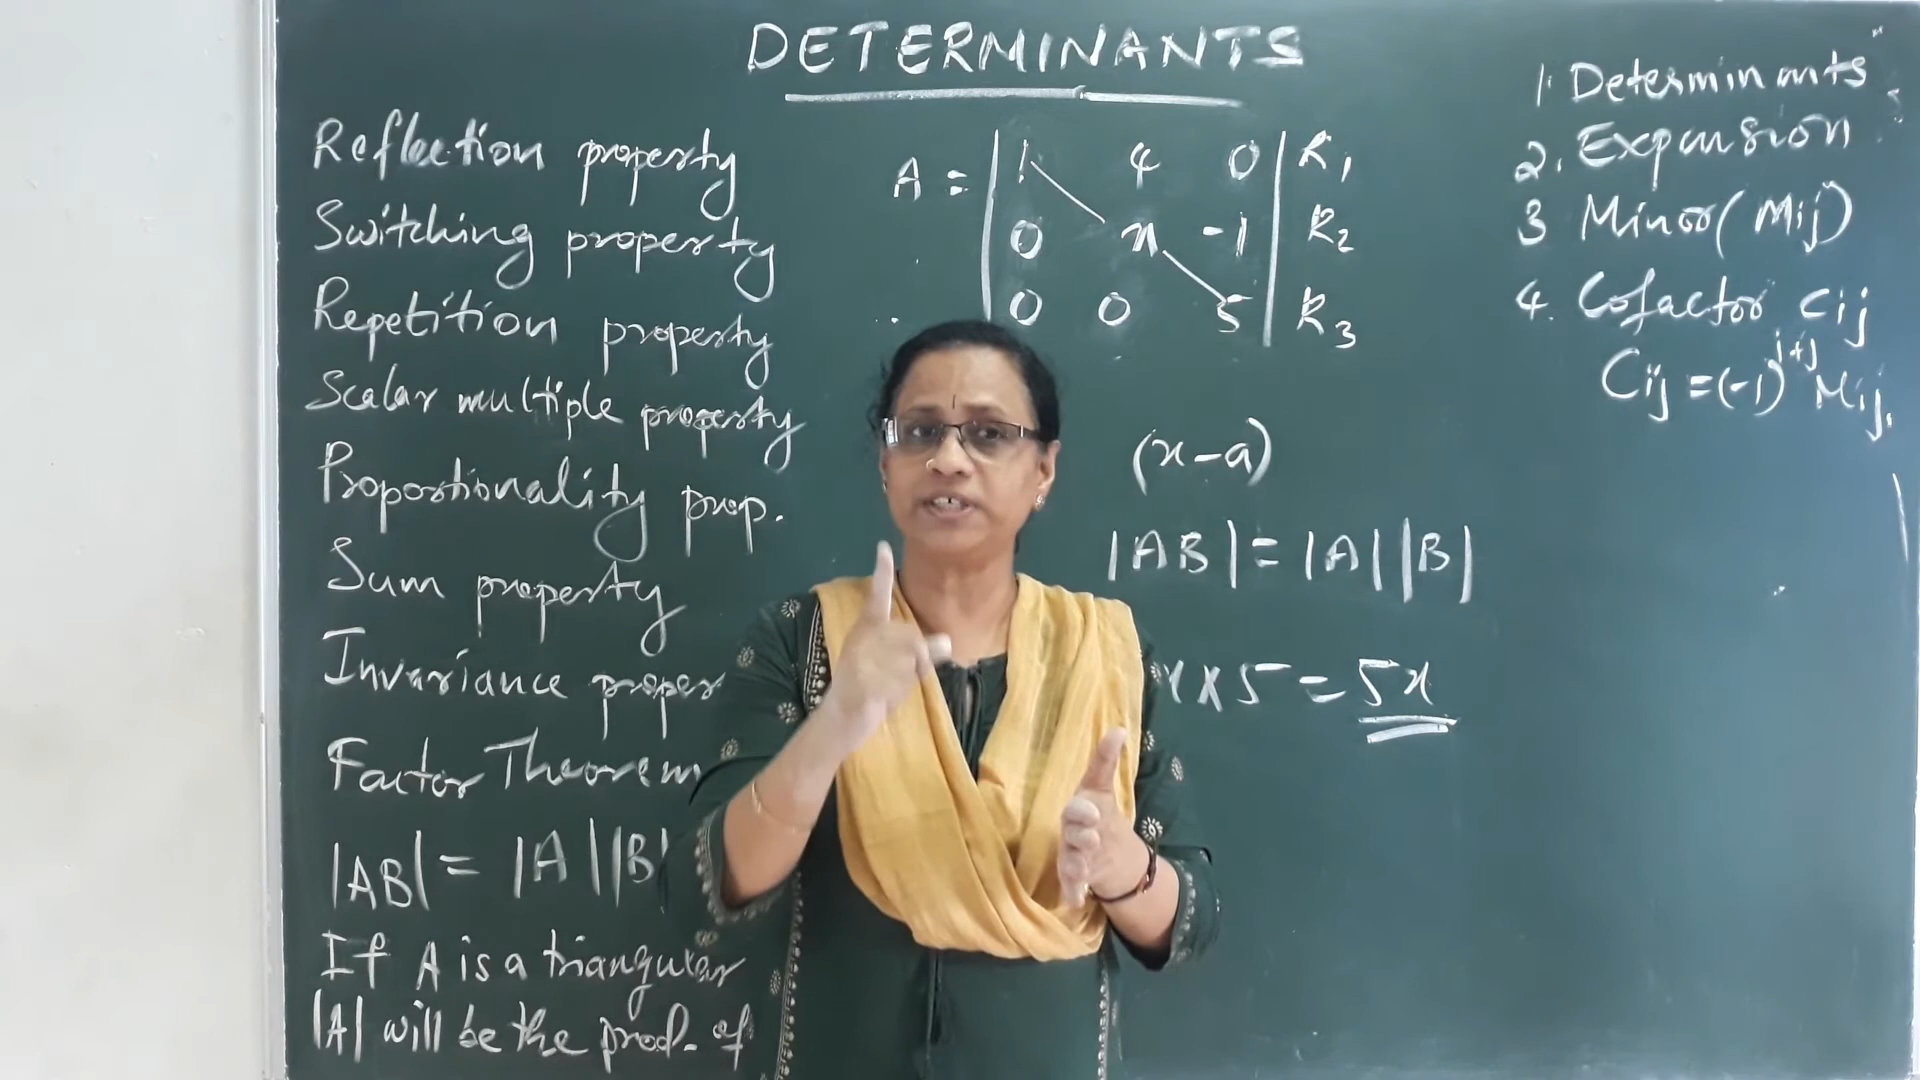 DETERMINANTS
Reflection property
Switching property
Repetition property
Scalar multiple property
Proportionality prop.
Sum property
Invariance proper
Factor Theorem
|AB| = |A||B|
If A is a triangular
|A| will be the prod. of
A = | 1 4 0 | R1
0 x -1 | R2
0 0 5 | R3
(x-a)
|AB| = |A||B|
x × 5 = 5x
1. Determinants
2. Expansion
3 Minor (Mij)
4. Cofactor Cij
Cij = (-1)^i+j Mij.